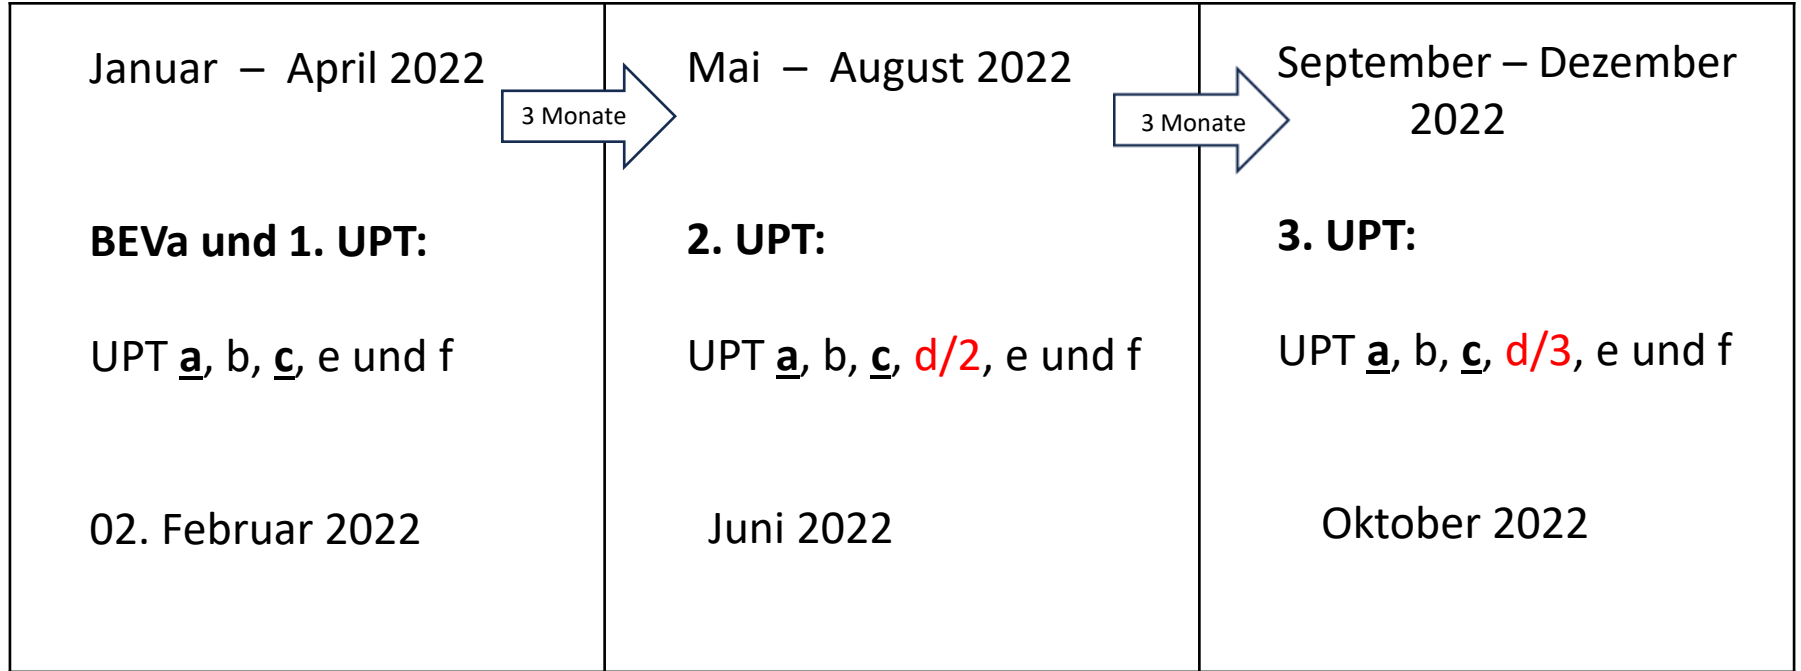 Januar – April 2022
3 Monate
BEVa und 1. UPT:
UPT a, b, c, e und f
02. Februar 2022
Mai – August 2022
3 Monate
2. UPT:
UPT a, b, c, d/2, e und f
Juni 2022
September – Dezember
2022
3. UPT:
UPT a, b, c, d/3, e und f
Oktober 2022